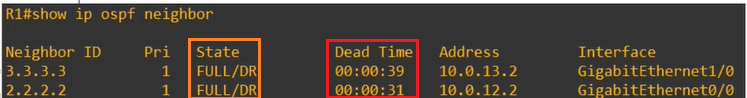 R1#show ip ospf neighbor
Neighbor ID Pri State Dead Time Address Interface
3.3.3.3 1 FULL/DR 00:00:39 10.0.13.2 GigabitEthernet1/0
2.2.2.2 1 FULL/DR 00:00:31 10.0.12.2 GigabitEthernet0/0